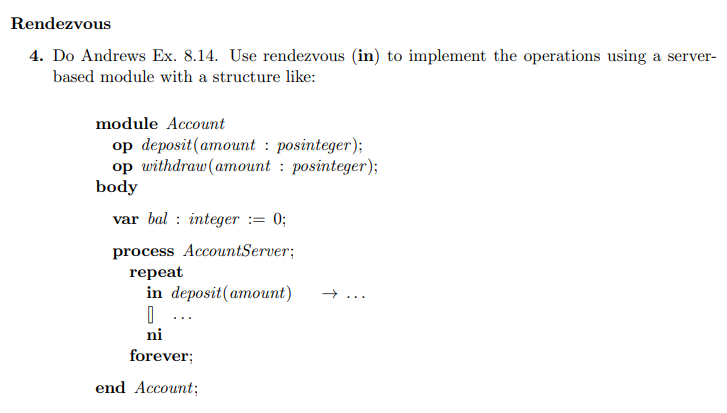 Rendezvous
4. Do Andrews Ex. 8.14. Use rendezvous (in) to implement the operations using a server-
based module with a structure like:
module Account
op deposit(amount : posinteger);
op withdraw(amount : posinteger);
body
var bal : integer := 0;
process AccountServer;
repeat
in deposit(amount) → ...
[] ...
ni
forever;
end Account;